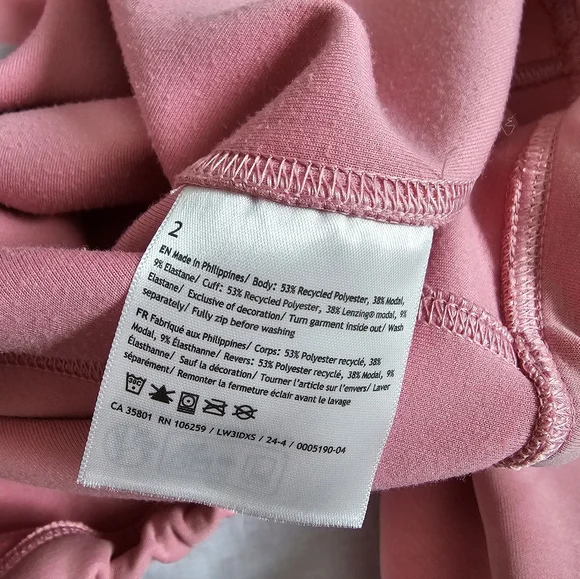 2
EN Made in Philippines/ Body: 53% Recycled Polyester, 38% Modal,
9% Elastane/ Cuff: 53% Recycled Polyester, 38% Lenzing® modal, 9%
Elastane/ Exclusive of decoration/ Turn garment inside out/ Wash
separately/ Fully zip before washing
FR Fabriqué aux Philippines/ Corps: 53% Polyester recyclé, 38%
Modal, 9% Élasthanne/ Revers: 53% Polyester recyclé, 38% Modal, 9%
Élasthanne/ Sauf la décoration/ Tourner l'article sur l'envers/ Laver
séparément/ Remonter la fermeture éclair avant le lavage
CA 35801 RN 106259 / LW3IDXS / 24-4 / 0005190-04